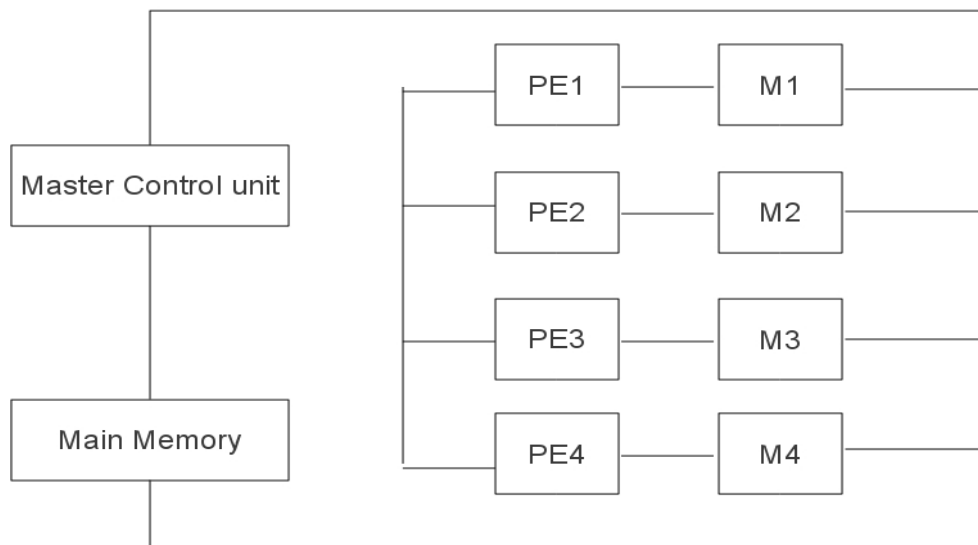 PE1
M1
Master Control unit
PE2
M2
PE3
M3
Main Memory
PE4
M4